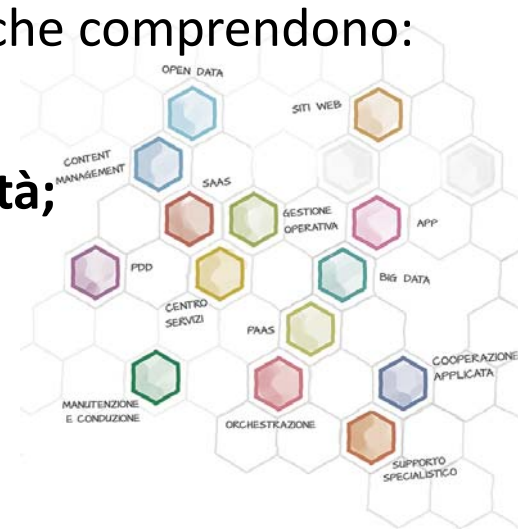 che comprendono:
OPEN DATA
SITI WEB
CONTENT
MANAGEMENT
tà;
SAAS
GESTIONE
OPERATIVA
APP
PDD
BIG DATA
CENTRO
SERVIZI
PAAS
COOPERAZIONE
APPLICATA
MANUTENZIONE
E CONDUZIONE
ORCHESTRAZIONE
SUPPORTO
SPECIALISTICO